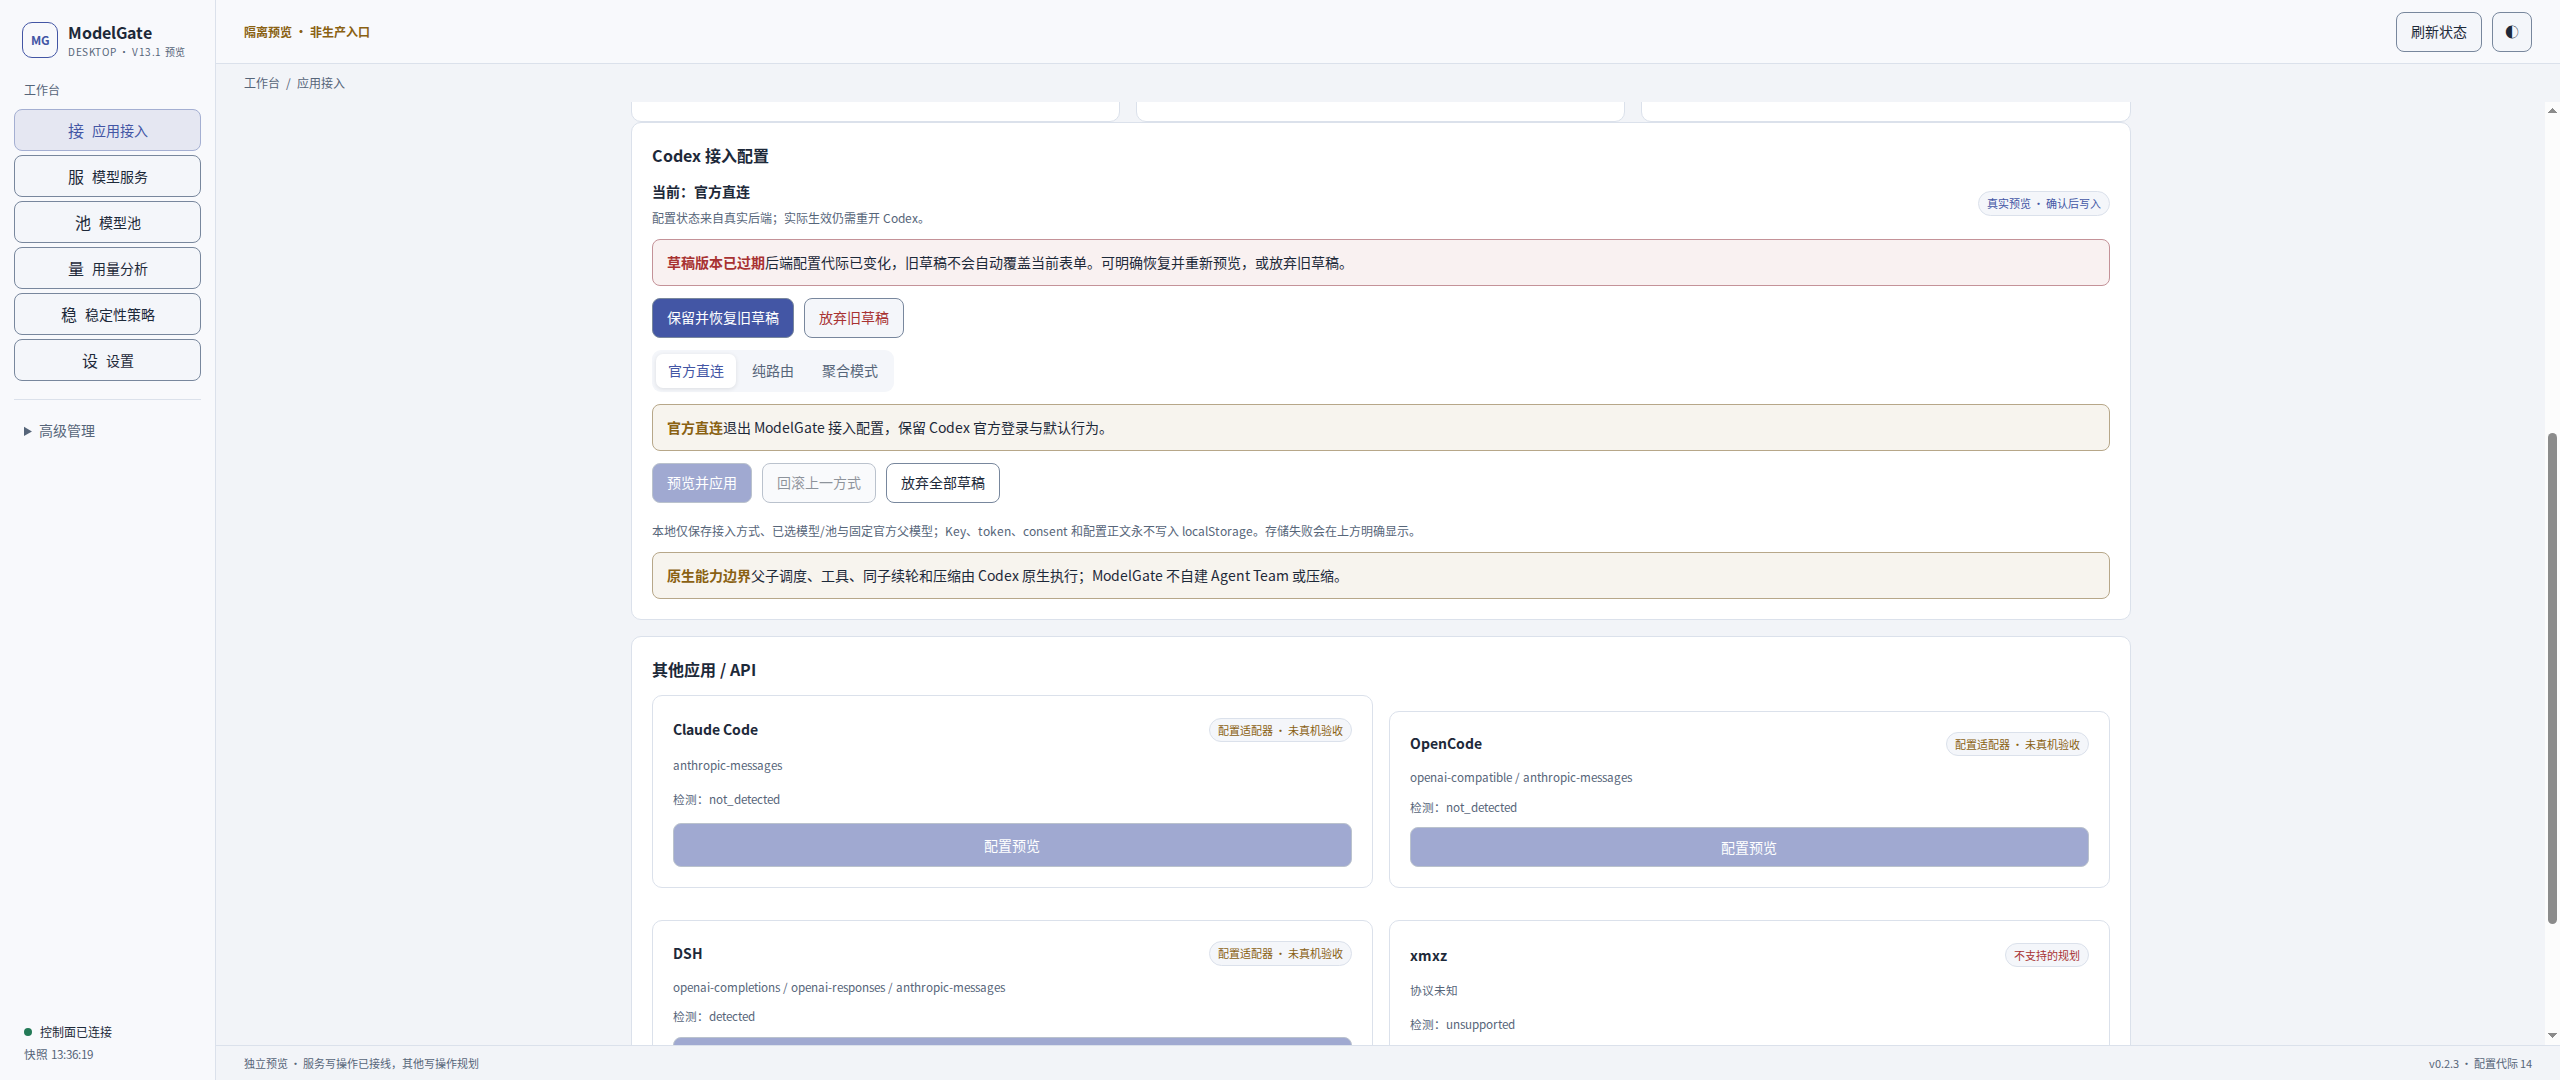 MG
ModelGate
DESKTOP · V13.1 预览
工作台
接 应用接入
服 模型服务
池 模型池
量 用量分析
稳 稳定性策略
设 设置
▶ 高级管理
控制面已连接
快照 13:36:19
隔离预览 · 非生产入口
刷新状态
工作台 / 应用接入
Codex 接入配置
当前：官方直连
配置状态来自真实后端；实际生效仍需重开 Codex。
真实预览 · 确认后写入
草稿版本已过期后端配置代际已变化，旧草稿不会自动覆盖当前表单。可明确恢复并重新预览，或放弃旧草稿。
保留并恢复旧草稿 放弃旧草稿
官方直连 纯路由 聚合模式
官方直连退出 ModelGate 接入配置，保留 Codex 官方登录与默认行为。
预览并应用 回滚上一方式 放弃全部草稿
本地仅保存接入方式、已选模型/池与固定官方父模型；Key、token、consent 和配置正文永不写入 localStorage。存储失败会在上方明确显示。
原生能力边界父子调度、工具、同子续轮和压缩由 Codex 原生执行；ModelGate 不自建 Agent Team 或压缩。
其他应用 / API
Claude Code
配置适配器 · 未真机验收
anthropic-messages
检测：not_detected
配置预览
OpenCode
配置适配器 · 未真机验收
openai-compatible / anthropic-messages
检测：not_detected
配置预览
DSH
配置适配器 · 未真机验收
openai-completions / openai-responses / anthropic-messages
检测：detected
xmxz
不支持的规划
协议未知
检测：unsupported
独立预览 · 服务写操作已接线，其他写操作规划
v0.2.3 · 配置代际 14